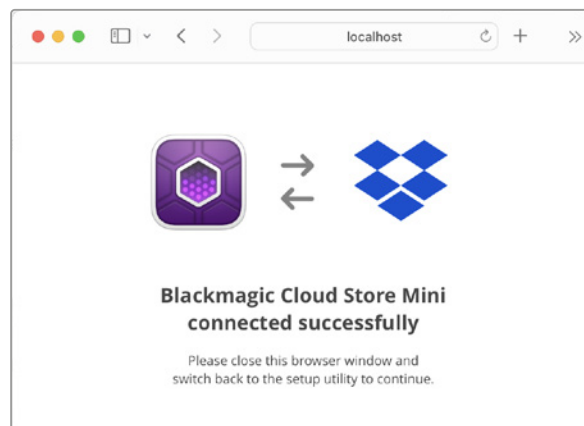 localhost
Blackmagic Cloud Store Mini
connected successfully
Please close this browser window and
switch back to the setup utility to continue.